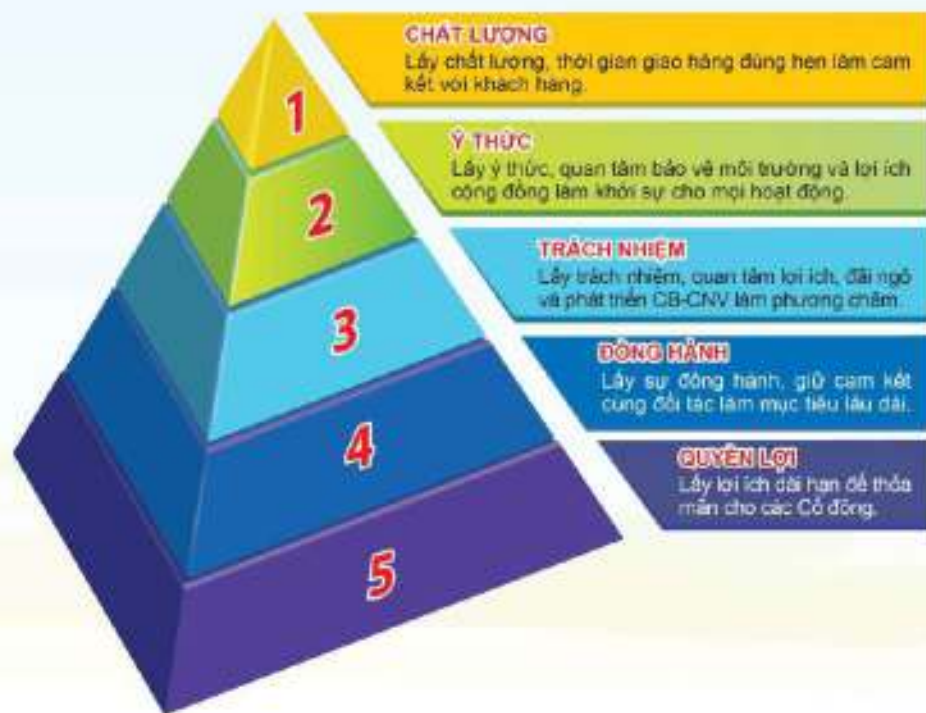 1
CHẤT LƯỢNG
Lấy chất lượng, thời gian giao hàng đúng hẹn làm cam
kết với khách hàng.
2
Ý THỨC
Lấy ý thức, quan tâm bảo vệ môi trường và lợi ích
cộng đồng làm khởi sự cho mọi hoạt động.
3
TRÁCH NHIỆM
Lấy trách nhiệm, quan tâm lợi ích, đãi ngộ
và phát triển CB-CNV làm phương châm.
4
ĐỒNG HÀNH
Lấy sự đồng hành, giữ cam kết
cùng đối tác làm mục tiêu lâu dài.
5
QUYỀN LỢI
Lấy lợi ích dài hạn để thỏa
mãn cho các Cổ đông.